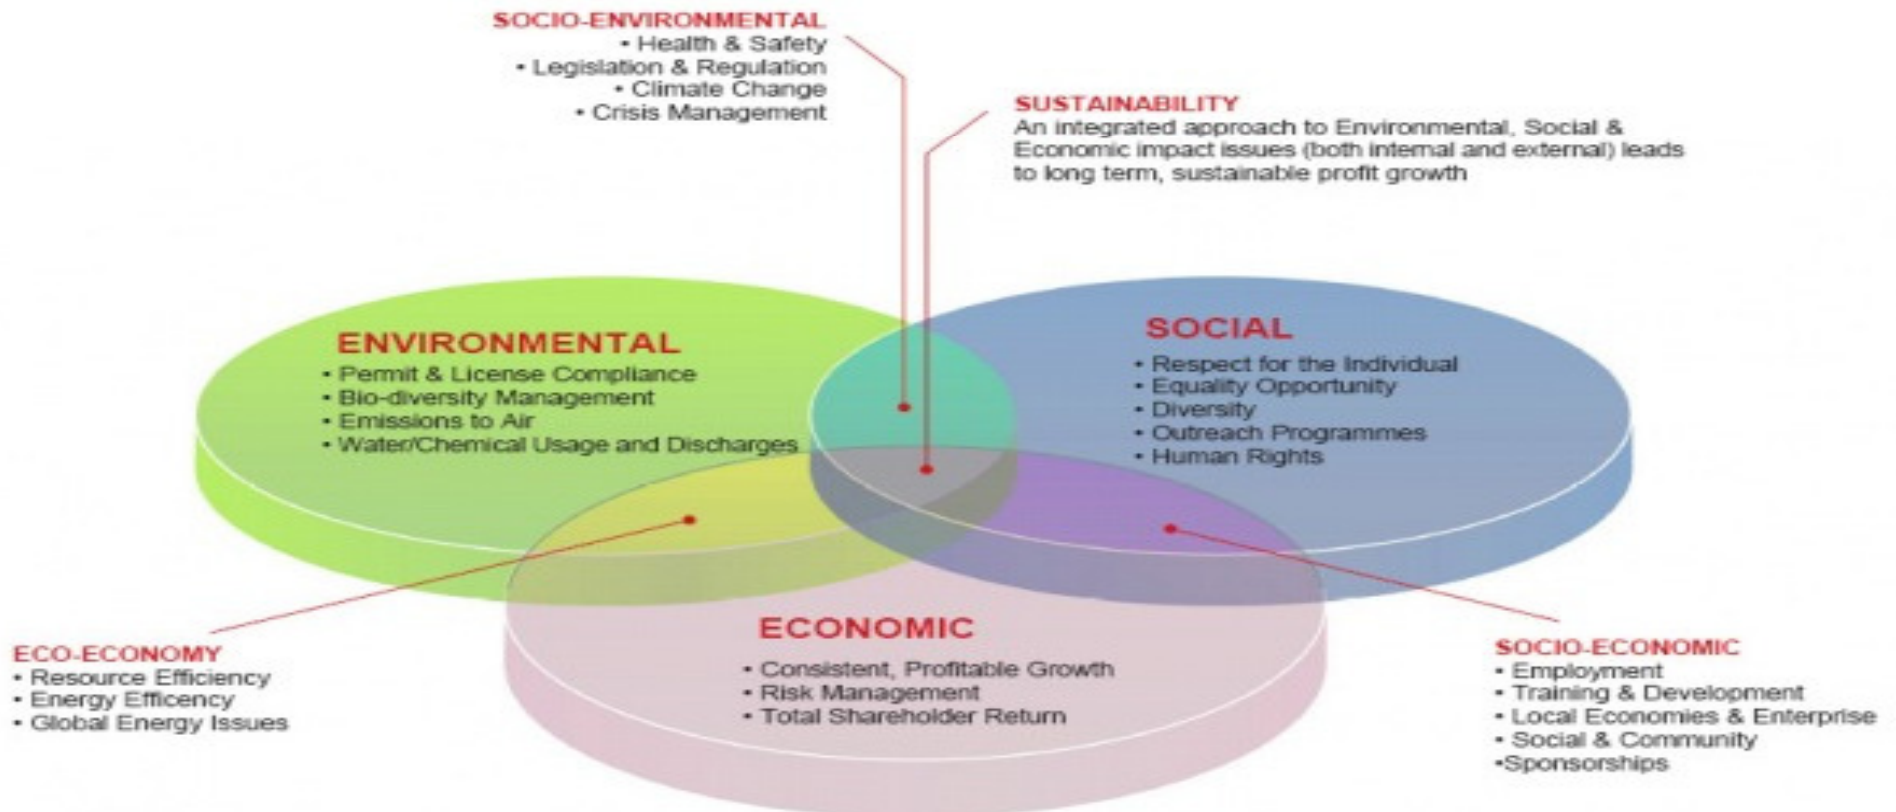 SOCIO-ENVIRONMENTAL
• Health & Safety
• Legislation & Regulation
• Climate Change
• Crisis Management
SUSTAINABILITY
An integrated approach to Environmental, Social &
Economic impact issues (both internal and external) leads
to long term, sustainable profit growth
ENVIRONMENTAL
• Permit & License Compliance
• Bio-diversity Management
• Emissions to Air
• Water/Chemical Usage and Discharges
SOCIAL
• Respect for the Individual
• Equality Opportunity
• Diversity
• Outreach Programmes
• Human Rights
ECO-ECONOMY
• Resource Efficiency
• Energy Efficency
• Global Energy Issues
ECONOMIC
• Consistent, Profitable Growth
• Risk Management
• Total Shareholder Return
SOCIO-ECONOMIC
• Employment
• Training & Development
• Local Economies & Enterprise
• Social & Community
•Sponsorships